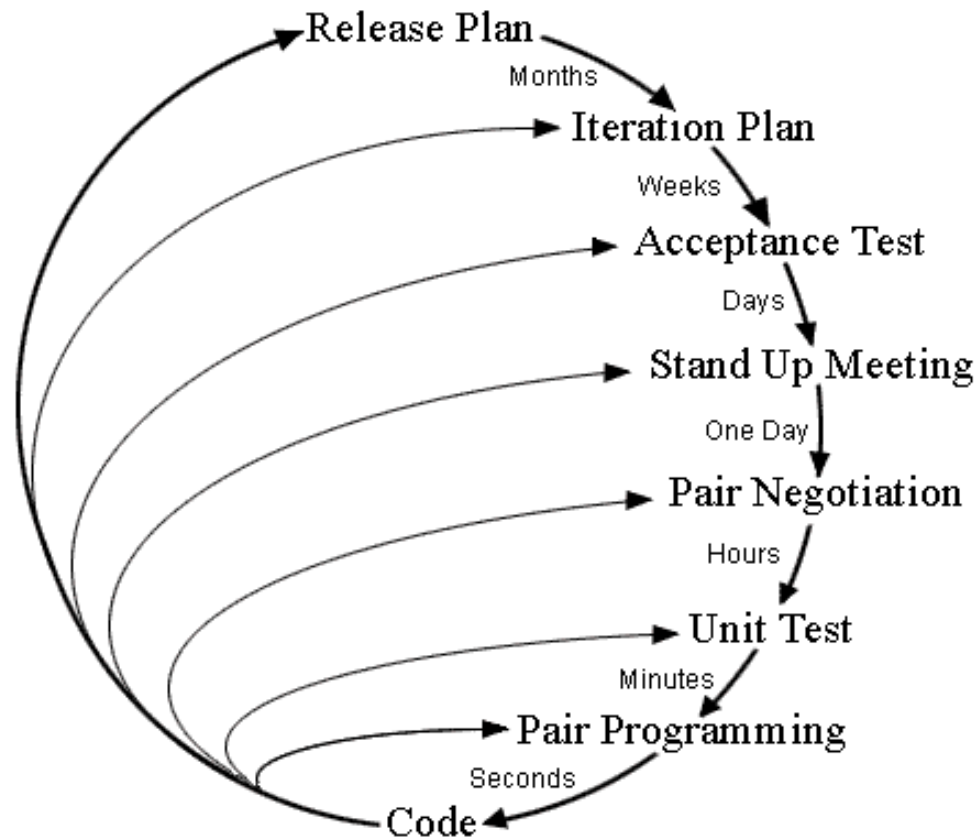 Release Plan
Months
Iteration Plan
Weeks
Acceptance Test
Days
Stand Up Meeting
One Day
Pair Negotiation
Hours
Unit Test
Minutes
Pair Programming
Seconds
Code